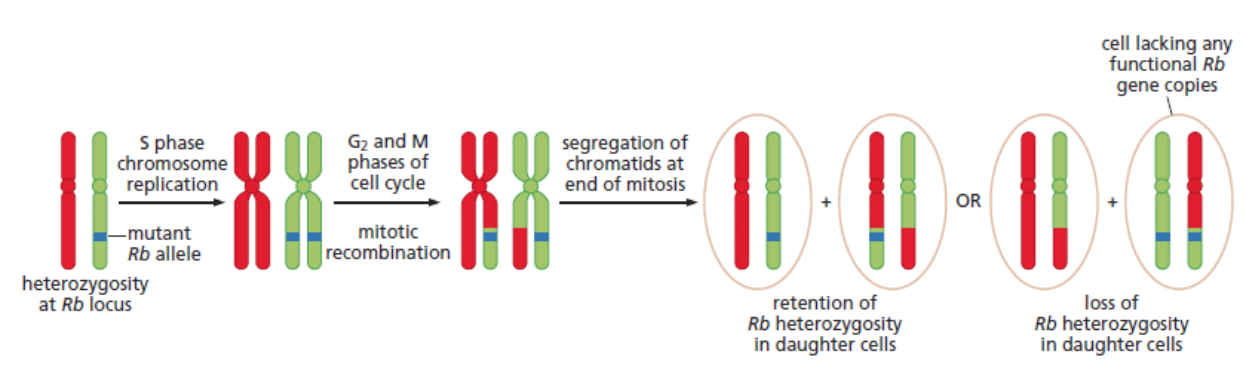 cell lacking any
functional Rb
gene copies
S phase
chromosome
replication
G₂ and M
phases of
cell cycle
mitotic
recombination
segregation of
chromatids at
end of mitosis
+
OR
+
mutant
Rb allele
heterozygosity
at Rb locus
retention of
Rb heterozygosity
in daughter cells
loss of
Rb heterozygosity
in daughter cells